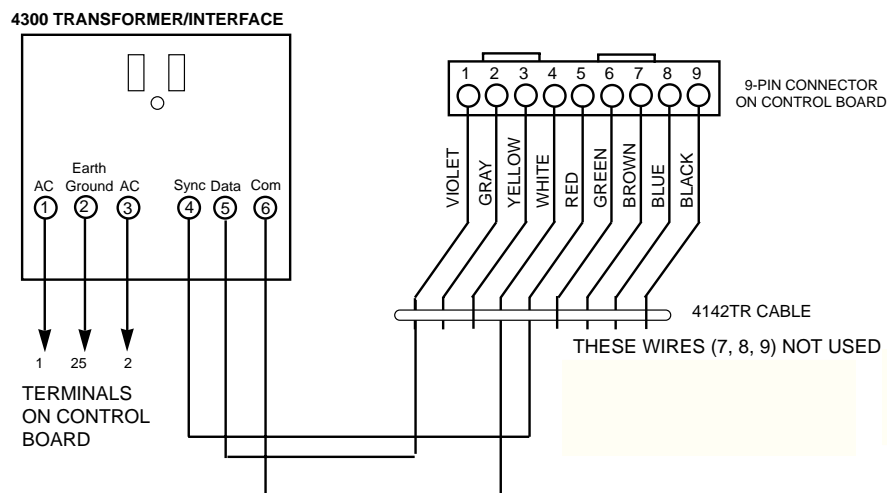 4300 TRANSFORMER/INTERFACE
1 2 3 4 5 6 7 8 9
9-PIN CONNECTOR
ON CONTROL BOARD
VIOLET
GRAY
YELLOW
WHITE
RED
GREEN
BROWN
BLUE
BLACK
Earth
AC Ground AC Sync Data Com
1 2 3 4 5 6
4142TR CABLE
THESE WIRES (7, 8, 9) NOT USED
1 25 2
TERMINALS
ON CONTROL
BOARD